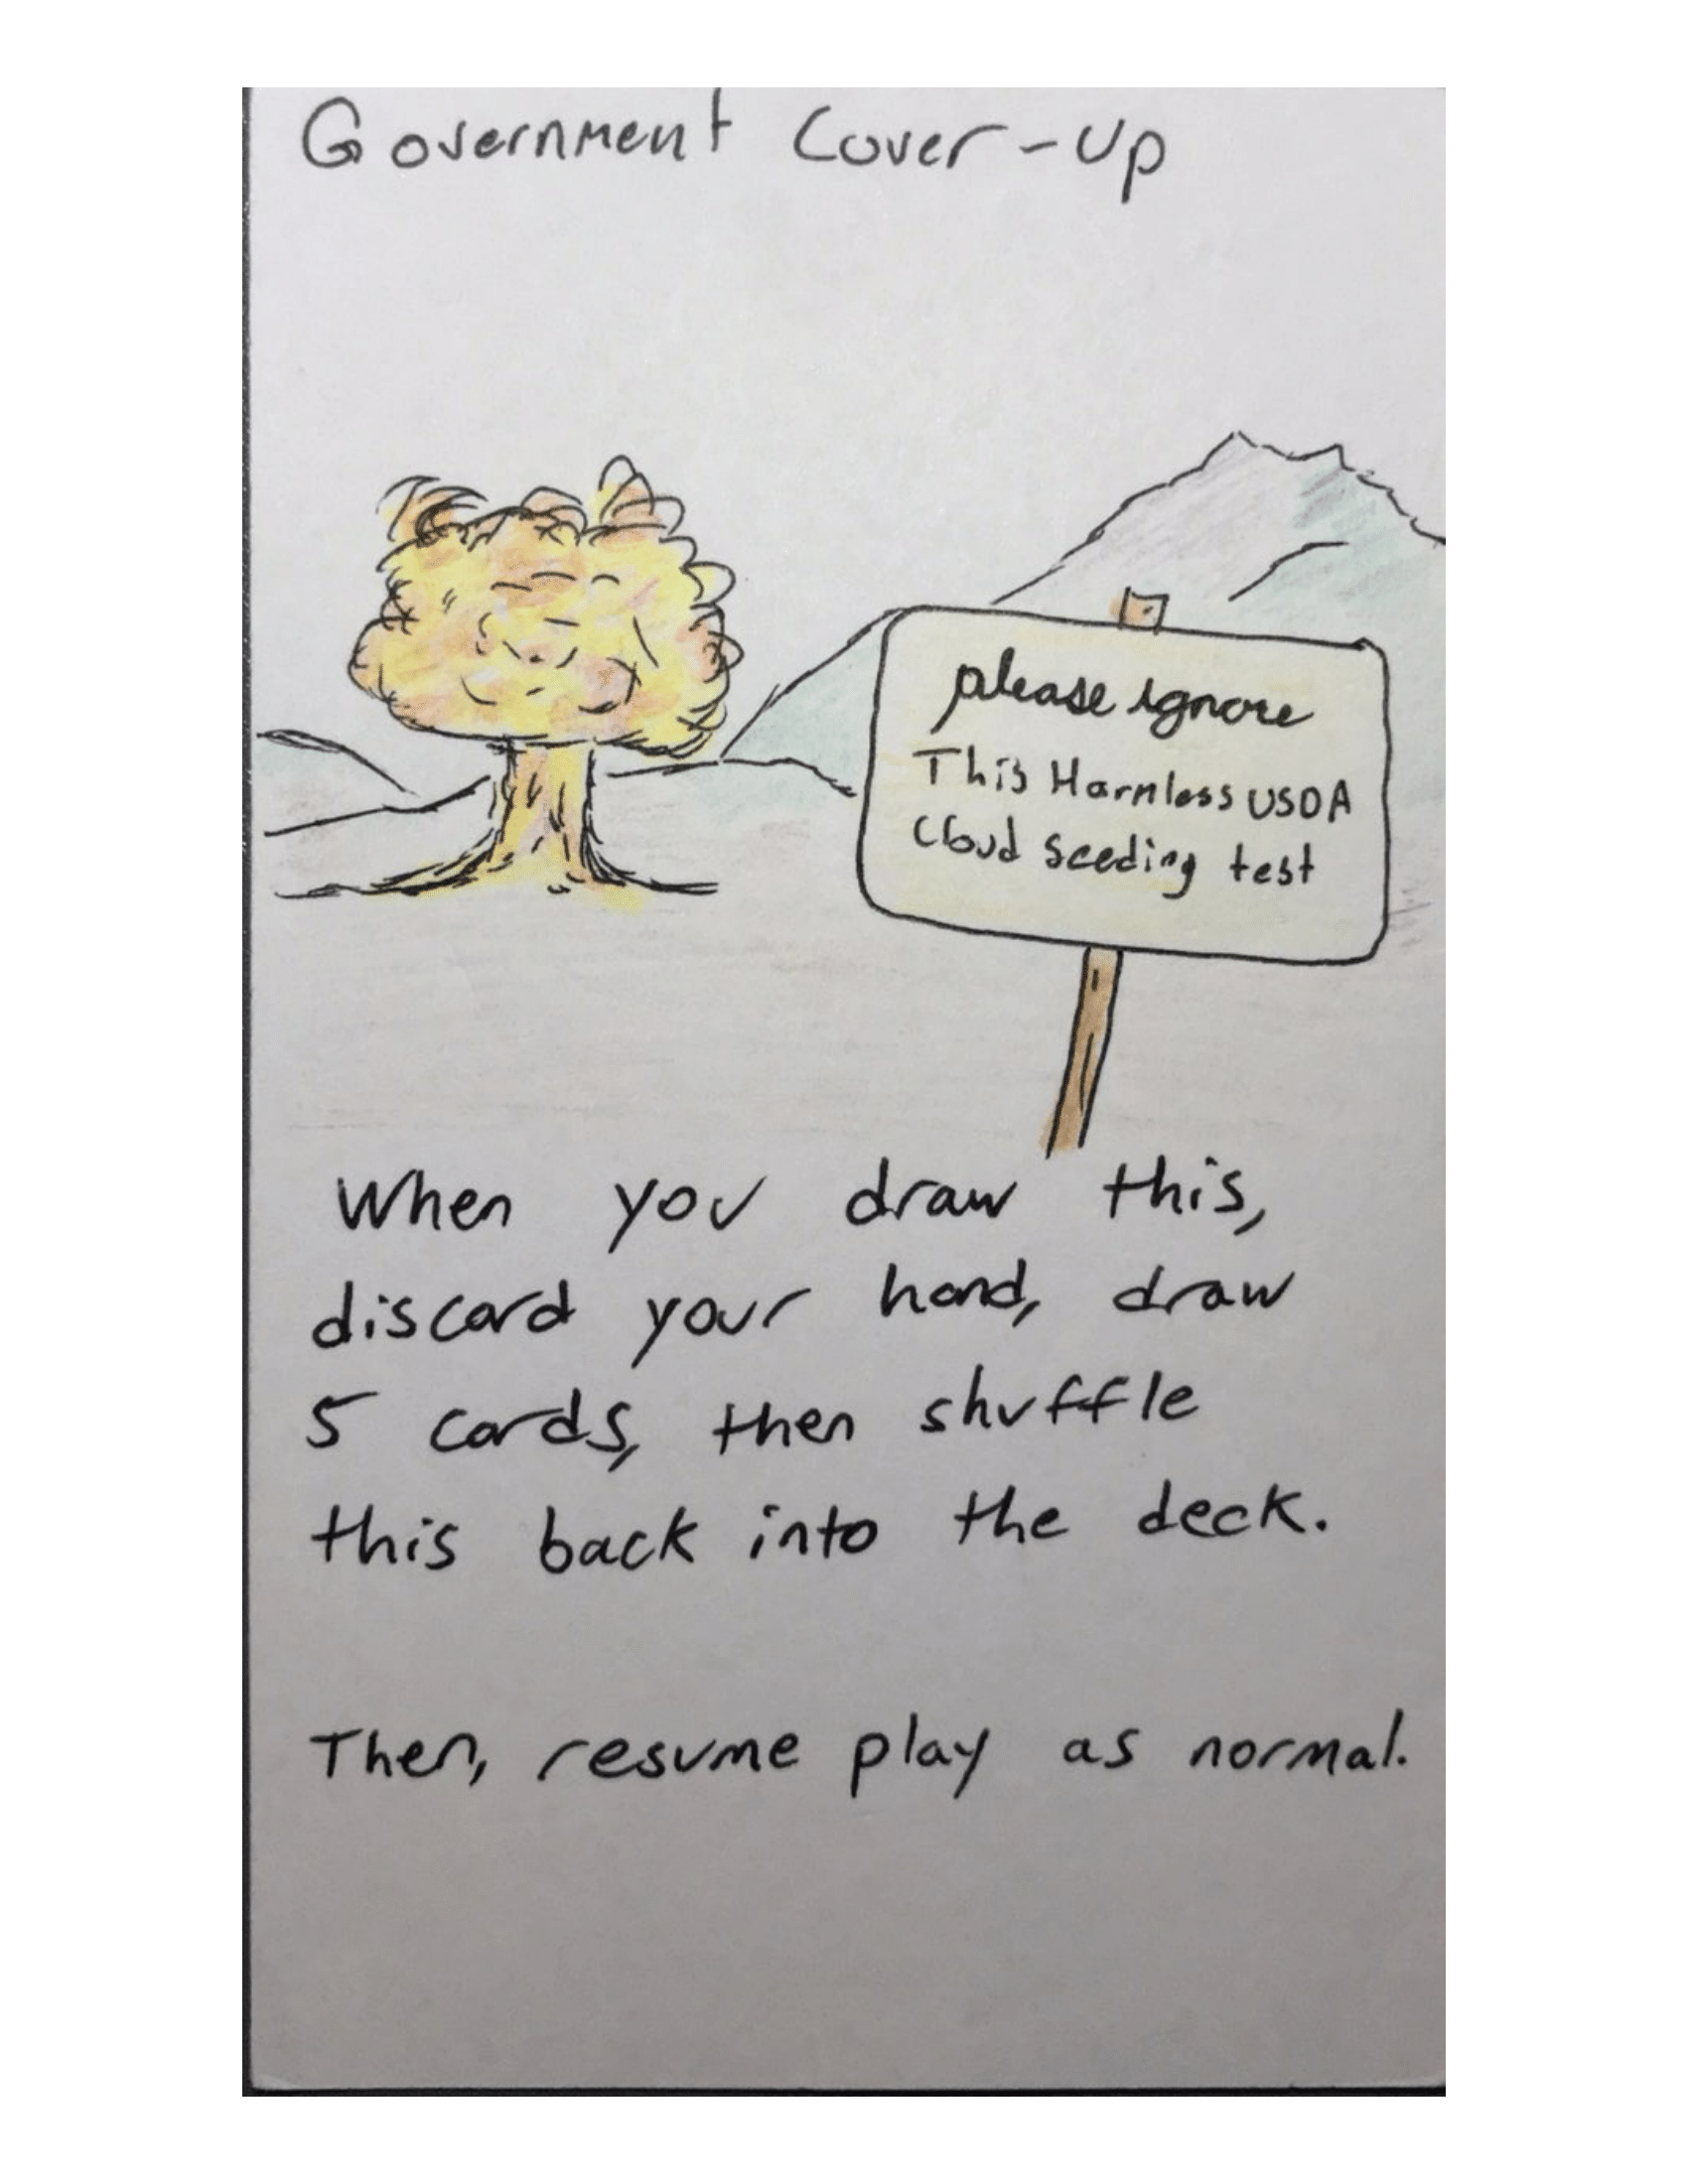 Government Cover-Up
please ignore
This Harmless USDA
Cloud seeding test
When you draw this,
discard your hand, draw
5 cards, then shuffle
this back into the deck.
Then, resume play as normal.